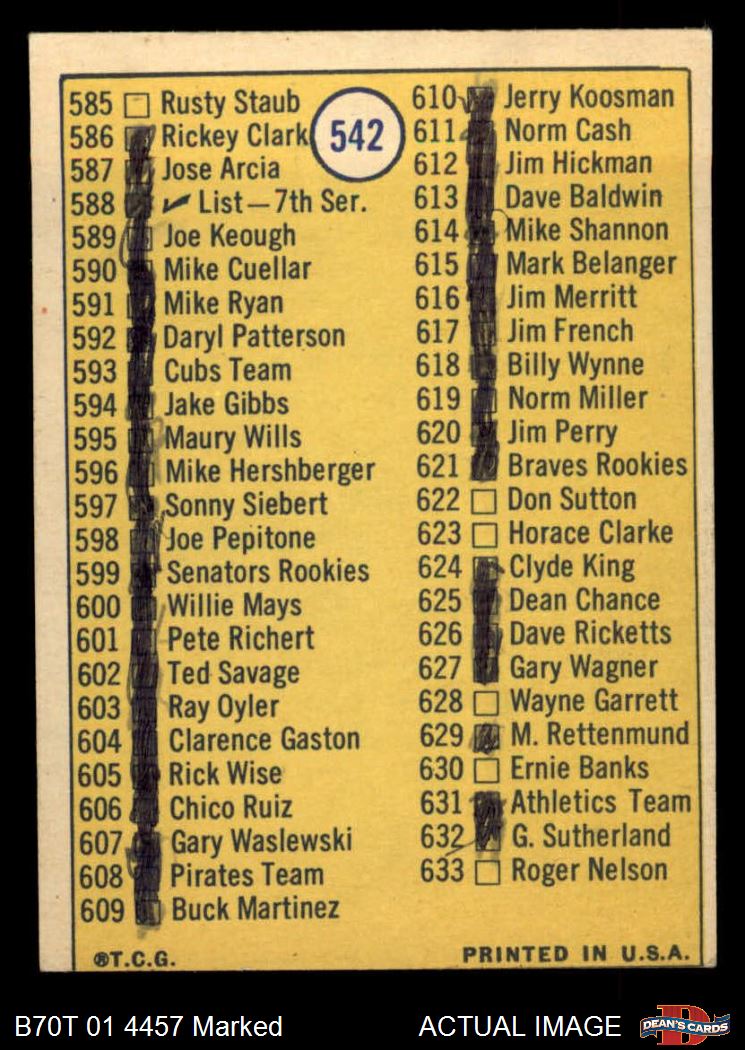 542
585 Rusty Staub
586 Rickey Clark
587 Jose Arcia
588 ✓ List—7th Ser.
589 Joe Keough
590 Mike Cuellar
591 Mike Ryan
592 Daryl Patterson
593 Cubs Team
594 Jake Gibbs
595 Maury Wills
596 Mike Hershberger
597 Sonny Siebert
598 Joe Pepitone
599 Senators Rookies
600 Willie Mays
601 Pete Richert
602 Ted Savage
603 Ray Oyler
604 Clarence Gaston
605 Rick Wise
606 Chico Ruiz
607 Gary Waslewski
608 Pirates Team
609 Buck Martinez
610 Jerry Koosman
611 Norm Cash
612 Jim Hickman
613 Dave Baldwin
614 Mike Shannon
615 Mark Belanger
616 Jim Merritt
617 Jim French
618 Billy Wynne
619 Norm Miller
620 Jim Perry
621 Braves Rookies
622 Don Sutton
623 Horace Clarke
624 Clyde King
625 Dean Chance
626 Dave Ricketts
627 Gary Wagner
628 Wayne Garrett
629 M. Rettenmund
630 Ernie Banks
631 Athletics Team
632 G. Sutherland
633 Roger Nelson
®T.C.G. PRINTED IN U.S.A.
B70T 01 4457 Marked ACTUAL IMAGE DEAN'S CARDS